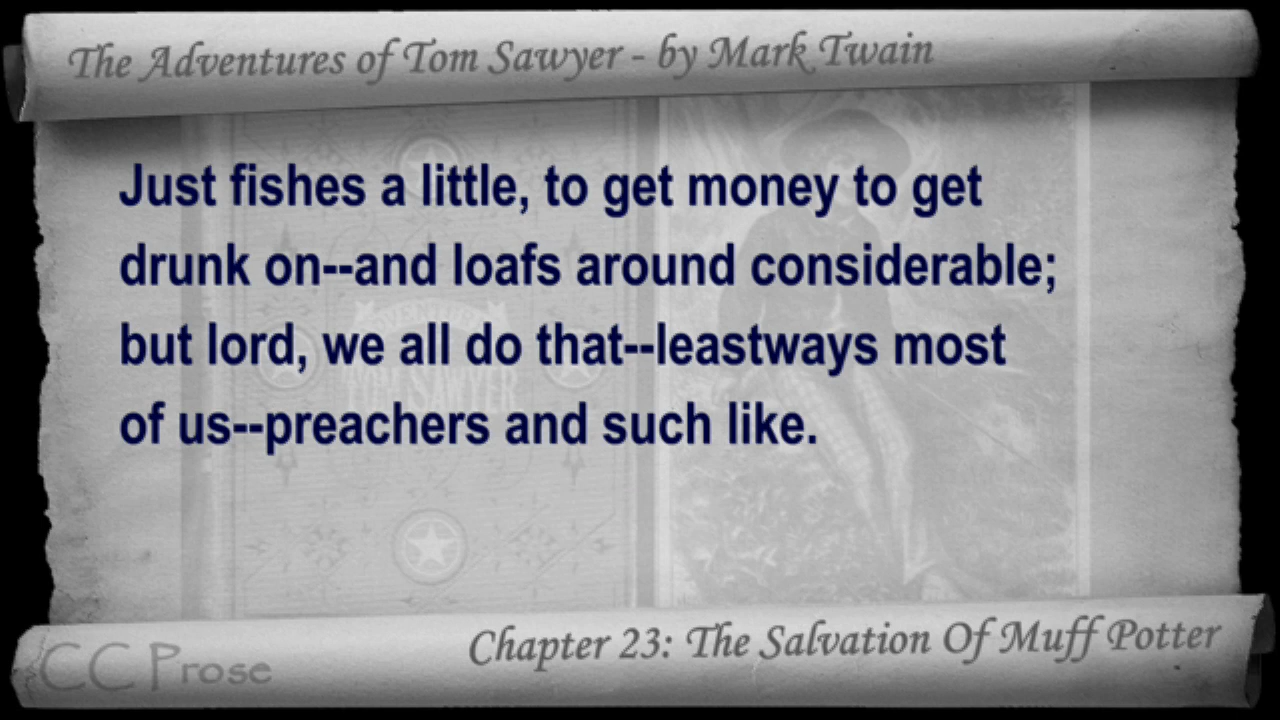 The Adventures of Tom Sawyer - by Mark Twain
Just fishes a little, to get money to get
drunk on--and loafs around considerable;
but lord, we all do that--leastways most
of us--preachers and such like.
Chapter 23: The Salvation Of Muff Potter
CC Prose